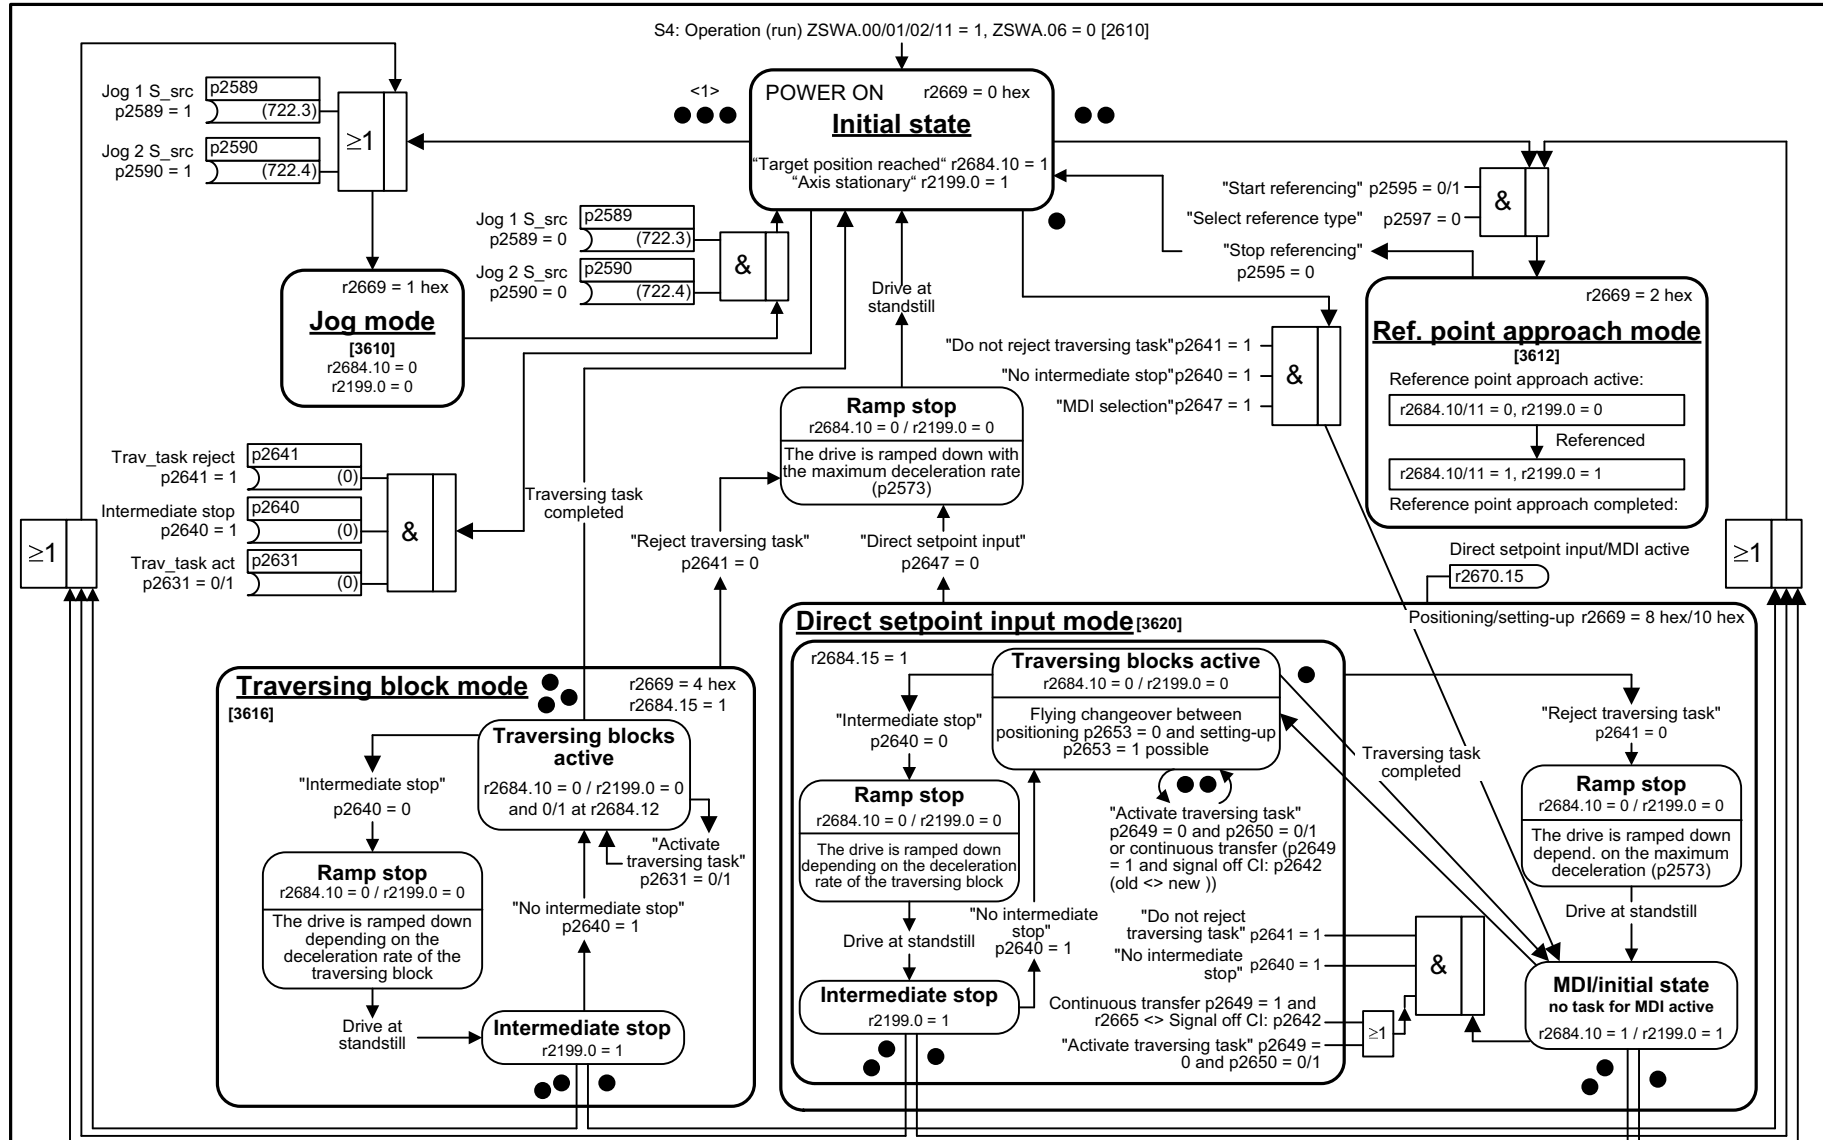 S4: Operation (run) ZSWA.00/01/02/11 = 1, ZSWA.06 = 0 [2610]
Jog 1 S_src
p2589 = 1
p2589
(722.3)
Jog 2 S_src
p2590 = 1
p2590
(722.4)
≥1
<1>
POWER ON r2669 = 0 hex
Initial state
“Target position reached“ r2684.10 = 1
“Axis stationary“ r2199.0 = 1
"Start referencing" p2595 = 0/1
"Select reference type" p2597 = 0
&
"Stop referencing"
p2595 = 0
Jog 1 S_src
p2589 = 0
p2589
(722.3)
Jog 2 S_src
p2590 = 0
p2590
(722.4)
&
r2669 = 1 hex
Jog mode
[3610]
r2684.10 = 0
r2199.0 = 0
Drive at
standstill
"Do not reject traversing task"p2641 = 1
"No intermediate stop"p2640 = 1
"MDI selection"p2647 = 1
&
r2669 = 2 hex
Ref. point approach mode
[3612]
Reference point approach active:
r2684.10/11 = 0, r2199.0 = 0
Referenced
r2684.10/11 = 1, r2199.0 = 1
Reference point approach completed:
Ramp stop
r2684.10 = 0 / r2199.0 = 0
The drive is ramped down with
the maximum deceleration rate
(p2573)
Trav_task reject
p2641 = 1
p2641
(0)
Intermediate stop
p2640 = 1
p2640
(0)
Trav_task act
p2631 = 0/1
p2631
(0)
&
≥1
Traversing task
completed
"Reject traversing task"
p2641 = 0
"Direct setpoint input"
p2647 = 0
Direct setpoint input/MDI active
r2670.15
≥1
Traversing block mode
[3616]
r2669 = 4 hex
r2684.15 = 1
Traversing blocks
active
r2684.10 = 0 / r2199.0 = 0
and 0/1 at r2684.12
"Intermediate stop"
p2640 = 0
"Activate
traversing task"
p2631 = 0/1
Ramp stop
r2684.10 = 0 / r2199.0 = 0
The drive is ramped down
depending on the
deceleration rate of the
traversing block
"No intermediate stop"
p2640 = 1
Drive at
standstill
Intermediate stop
r2199.0 = 1
Direct setpoint input mode [3620]
Positioning/setting-up r2669 = 8 hex/10 hex
r2684.15 = 1
Traversing blocks active
r2684.10 = 0 / r2199.0 = 0
Flying changeover between
positioning p2653 = 0 and setting-up
p2653 = 1 possible
"Intermediate stop"
p2640 = 0
Ramp stop
r2684.10 = 0 / r2199.0 = 0
The drive is ramped down
depending on the deceleration
rate of the traversing block
Drive at standstill
Intermediate stop
r2199.0 = 1
"No intermediate
stop"
p2640 = 1
"Activate traversing task"
p2649 = 0 and p2650 = 0/1
or continuous transfer (p2649
= 1 and signal off CI: p2642
(old <> new ))
"Do not reject
traversing task" p2641 = 1
"No intermediate
stop" p2640 = 1
Continuous transfer p2649 = 1 and
r2665 <> Signal off CI: p2642
"Activate traversing task" p2649 =
0 and p2650 = 0/1
≥1
&
Traversing task
completed
"Reject traversing task"
p2641 = 0
Ramp stop
r2684.10 = 0 / r2199.0 = 0
The drive is ramped down
depend. on the maximum
deceleration (p2573)
Drive at standstill
MDI/initial state
no task for MDI active
r2684.10 = 1 / r2199.0 = 1